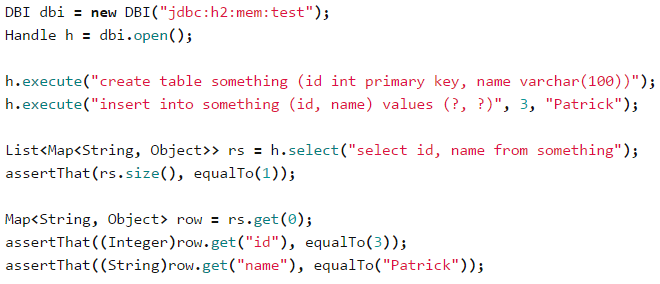 DBI dbi = new DBI("jdbc:h2:mem:test");
Handle h = dbi.open();
h.execute("create table something (id int primary key, name varchar(100))");
h.execute("insert into something (id, name) values (?, ?)", 3, "Patrick");
List<Map<String, Object>> rs = h.select("select id, name from something");
assertThat(rs.size(), equalTo(1));
Map<String, Object> row = rs.get(0);
assertThat((Integer)row.get("id"), equalTo(3));
assertThat((String)row.get("name"), equalTo("Patrick"));